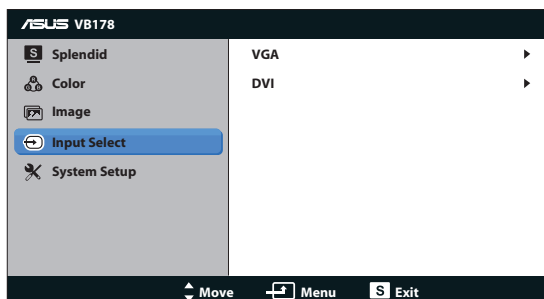 ASUS VB178
S Splendid
Color
Image
Input Select
System Setup
VGA
DVI
Move Menu S Exit